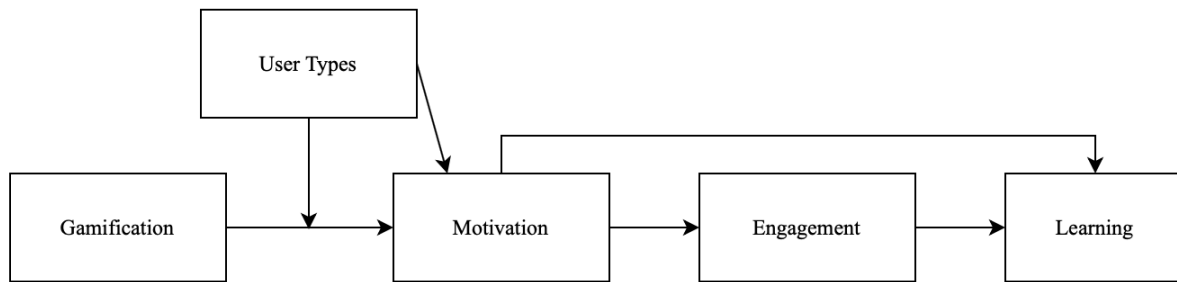 User Types
Gamification
Motivation
Engagement
Learning